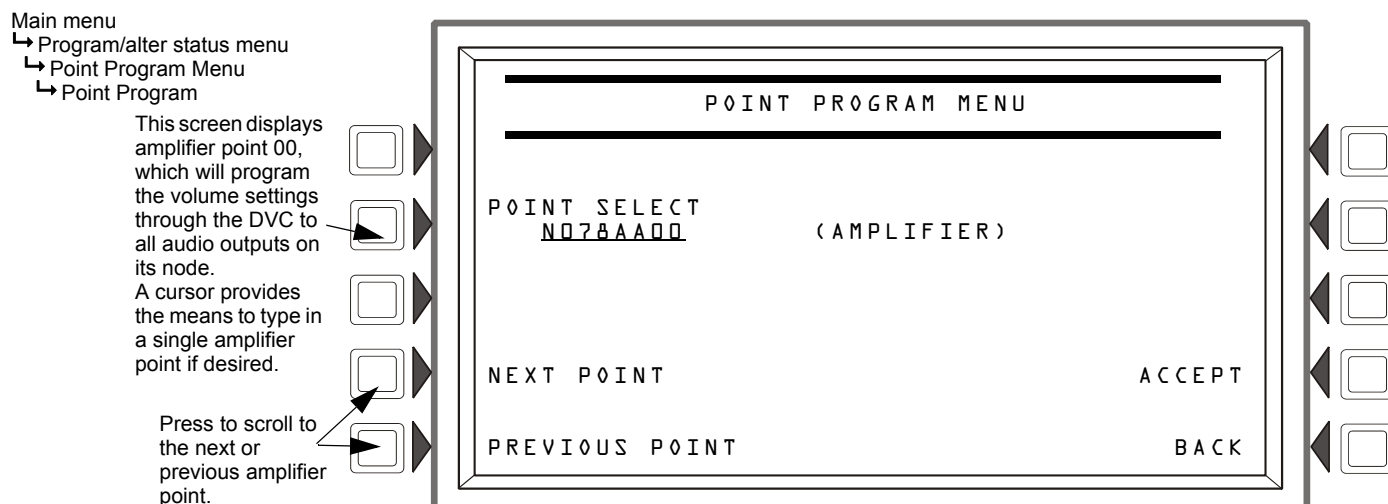 Main menu
Program/alter status menu
Point Program Menu
Point Program
This screen displays
amplifier point 00,
which will program
the volume settings
through the DVC to
all audio outputs on
its node.
A cursor provides
the means to type in
a single amplifier
point if desired.
Press to scroll to
the next or
previous amplifier
point.
POINT PROGRAM MENU
POINT SELECT
N078AA00 (AMPLIFIER)
NEXT POINT ACCEPT
PREVIOUS POINT BACK